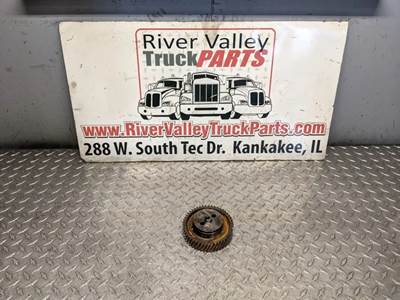 River Valley
TruckPARTS
www.RiverValleyTruckParts.com
288 W. South Tec Dr. Kankakee, IL